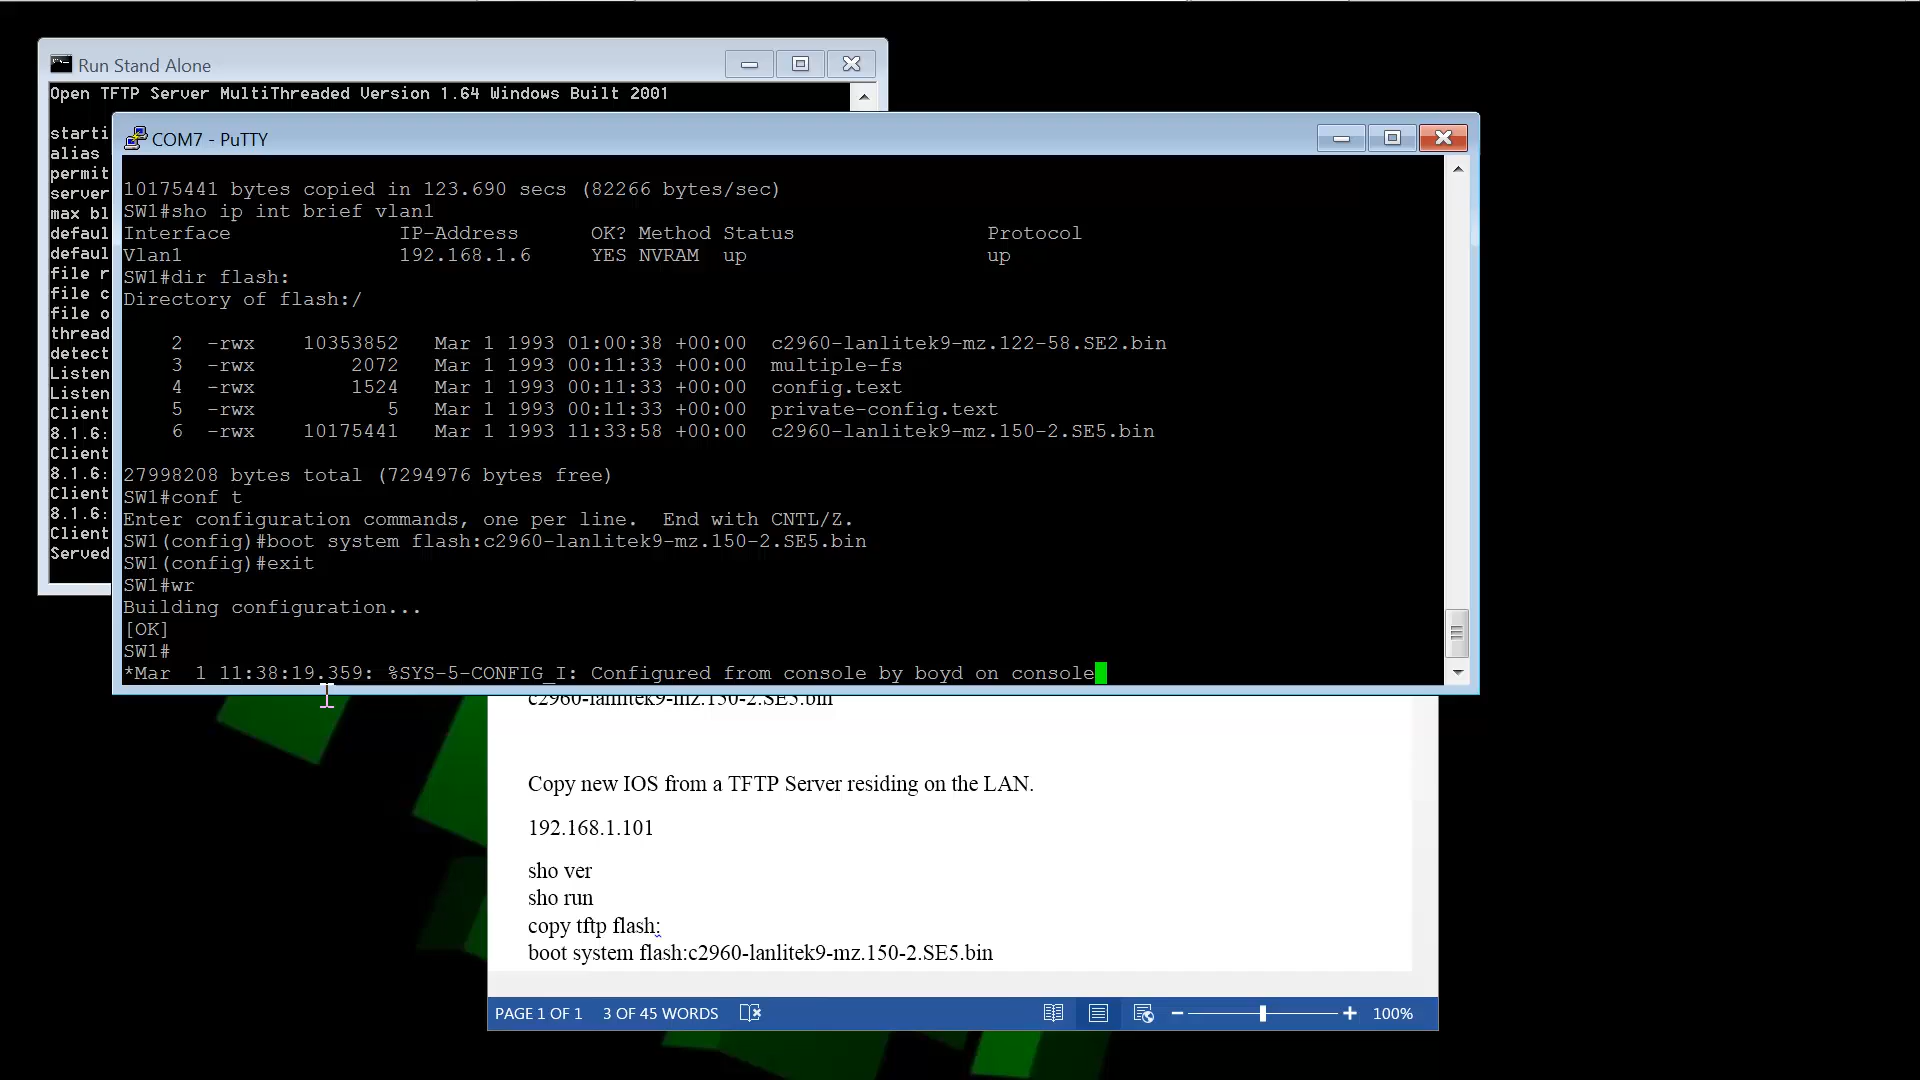 Run Stand Alone
Open TFTP Server MultiThreaded Version 1.64 Windows Built 2001
starti
alias
permit
server
max bl
defaul
defaul
file r
file c
file o
thread
detect
Listen
Listen
Client
8.1.6:
Client
8.1.6:
Client
8.1.6:
Client
Served
COM7 - PuTTY
10175441 bytes copied in 123.690 secs (82266 bytes/sec)
SW1#sho ip int brief vlan1
Interface              IP-Address      OK? Method Status                Protocol
Vlan1                  192.168.1.6     YES NVRAM  up                    up
SW1#dir flash:
Directory of flash:/
    2  -rwx    10353852   Mar 1 1993 01:00:38 +00:00  c2960-lanlitek9-mz.122-58.SE2.bin
    3  -rwx        2072   Mar 1 1993 00:11:33 +00:00  multiple-fs
    4  -rwx        1524   Mar 1 1993 00:11:33 +00:00  config.text
    5  -rwx           5   Mar 1 1993 00:11:33 +00:00  private-config.text
    6  -rwx    10175441   Mar 1 1993 11:33:58 +00:00  c2960-lanlitek9-mz.150-2.SE5.bin
27998208 bytes total (7294976 bytes free)
SW1#conf t
Enter configuration commands, one per line.  End with CNTL/Z.
SW1(config)#boot system flash:c2960-lanlitek9-mz.150-2.SE5.bin
SW1(config)#exit
SW1#wr
Building configuration...
[OK]
SW1#
*Mar  1 11:38:19.359: %SYS-5-CONFIG_I: Configured from console by boyd on console
c2960-lanlitek9-mz.150-2.SE5.bin
Copy new IOS from a TFTP Server residing on the LAN.
192.168.1.101
sho ver
sho run
copy tftp flash:
boot system flash:c2960-lanlitek9-mz.150-2.SE5.bin
PAGE 1 OF 1 3 OF 45 WORDS 100%